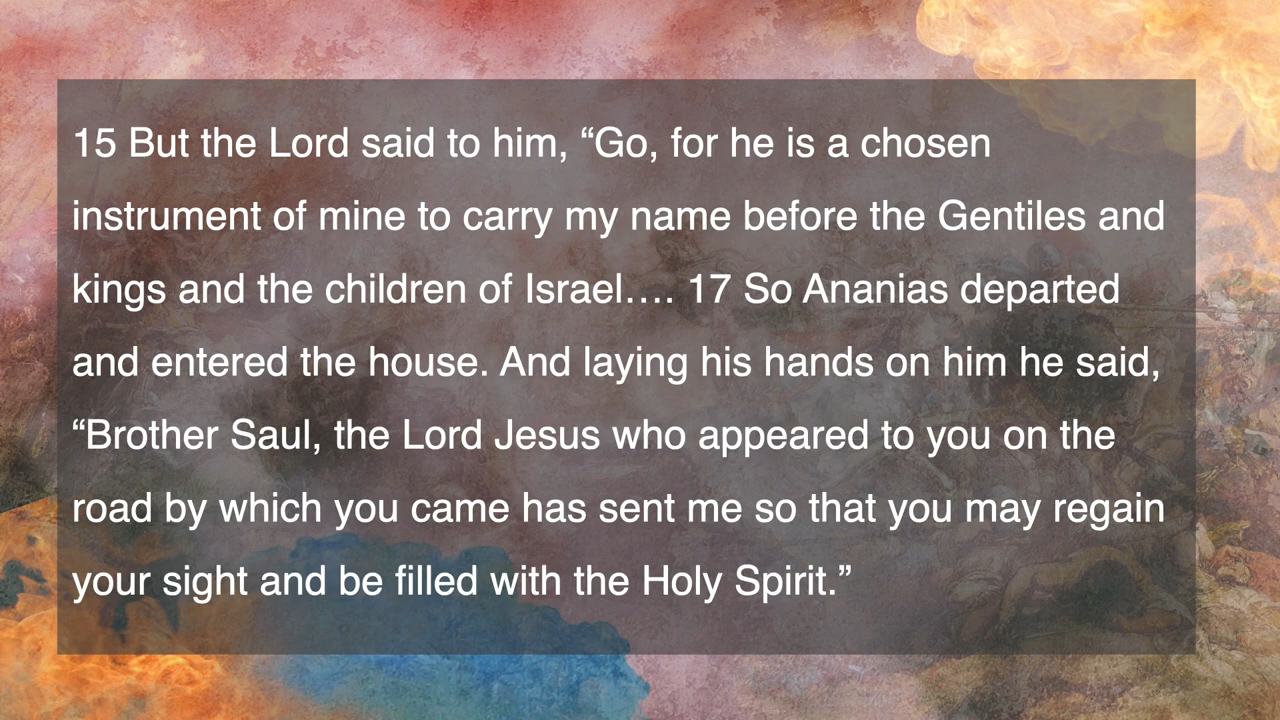 15 But the Lord said to him, “Go, for he is a chosen
instrument of mine to carry my name before the Gentiles and
kings and the children of Israel…. 17 So Ananias departed
and entered the house. And laying his hands on him he said,
“Brother Saul, the Lord Jesus who appeared to you on the
road by which you came has sent me so that you may regain
your sight and be filled with the Holy Spirit.”